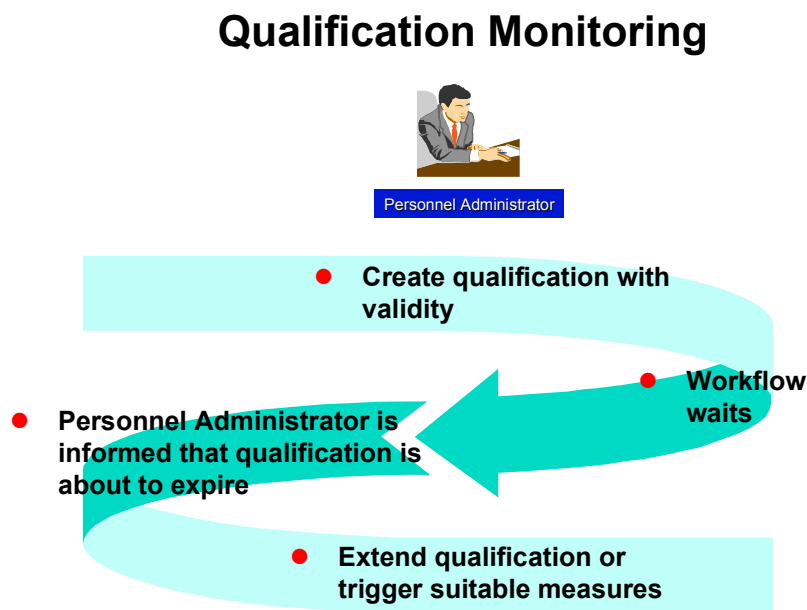 Qualification Monitoring
Personnel Administrator
Create qualification with
validity
Workflow
waits
Personnel Administrator is
informed that qualification is
about to expire
Extend qualification or
trigger suitable measures